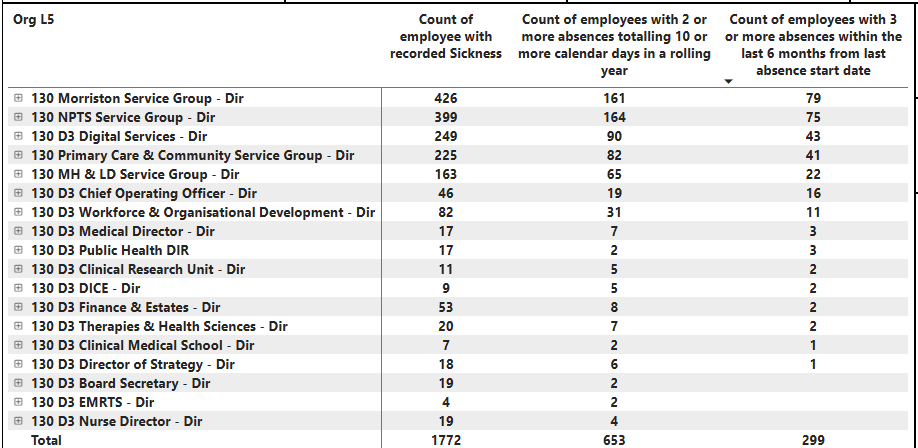 Org L5 Count of employee with recorded Sickness Count of employees with 2 or more absences totalling 10 or more calendar days in a rolling year Count of employees with 3 or more absences within the last 6 months from last absence start date
130 Morriston Service Group - Dir 426 161 79
130 NPTS Service Group - Dir 399 164 75
130 D3 Digital Services - Dir 249 90 43
130 Primary Care & Community Service Group - Dir 225 82 41
130 MH & LD Service Group - Dir 163 65 22
130 D3 Chief Operating Officer - Dir 46 19 16
130 D3 Workforce & Organisational Development - Dir 82 31 11
130 D3 Medical Director - Dir 17 7 3
130 D3 Public Health DIR 17 2 3
130 D3 Clinical Research Unit - Dir 11 5 2
130 D3 DICE - Dir 9 5 2
130 D3 Finance & Estates - Dir 53 8 2
130 D3 Therapies & Health Sciences - Dir 20 7 2
130 D3 Clinical Medical School - Dir 7 2 1
130 D3 Director of Strategy - Dir 18 6 1
130 D3 Board Secretary - Dir 19 2
130 D3 EMRTS - Dir 4 2
130 D3 Nurse Director - Dir 19 4
Total 1772 653 299